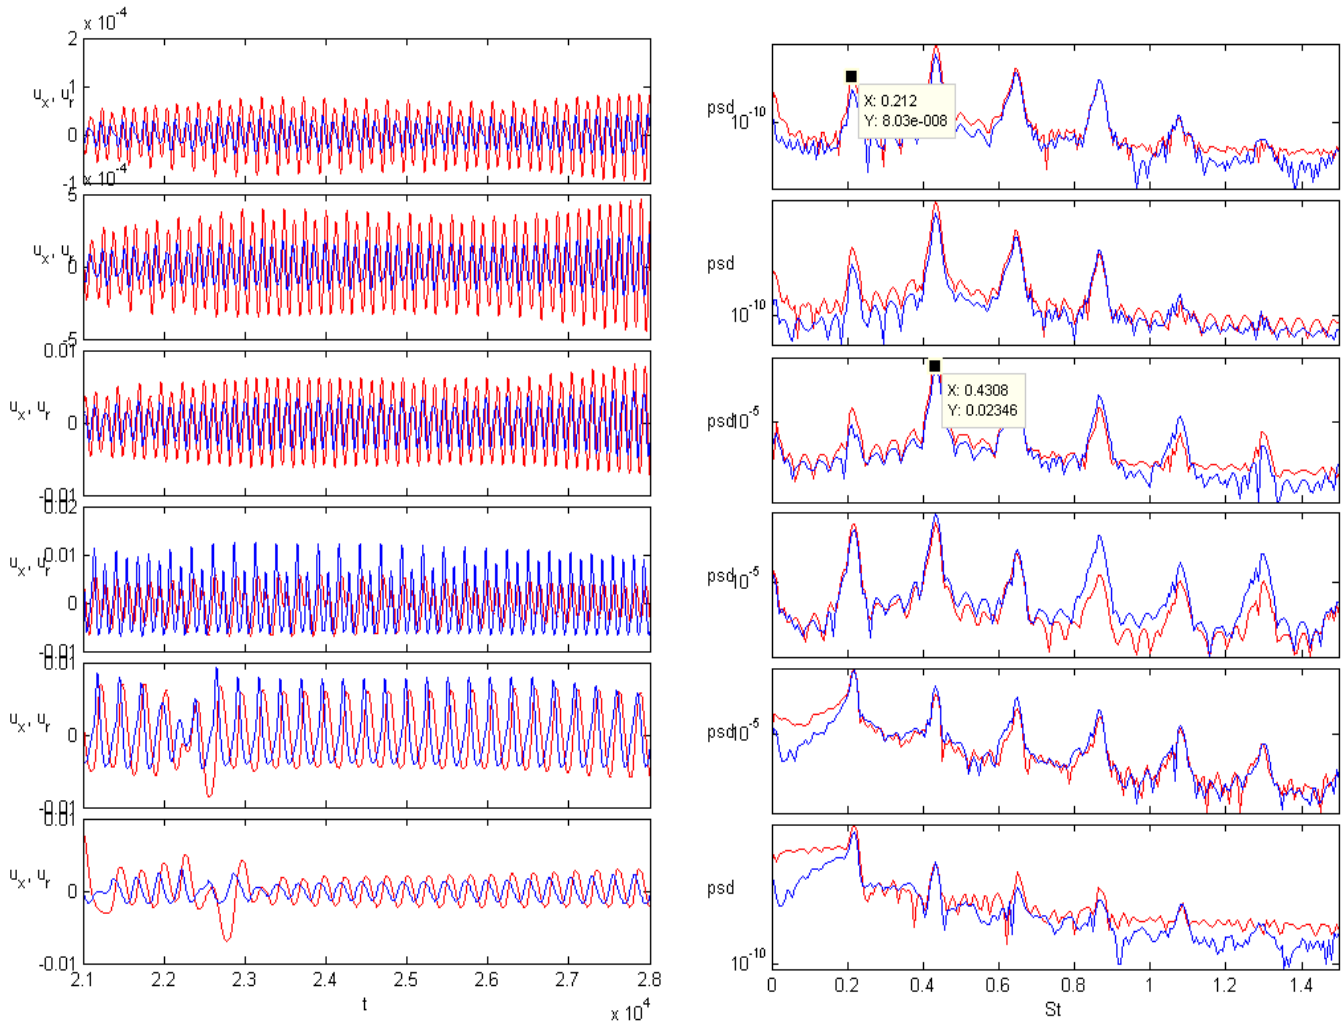 x 10^-4
2
1
0
-1
u_x, u_r
x 10^-4
5
0
-5
u_x, u_r
0.01
0
-0.01
u_x, u_r
0.02
0.01
0
-0.01
u_x, u_r
0.01
0
-0.01
u_x, u_r
0.01
0
-0.01
u_x, u_r
2.1 2.2 2.3 2.4 2.5 2.6 2.7 2.8
t
x 10^4
psd
10^-10
X: 0.212
Y: 8.03e-008
psd
10^-10
psd
10^-5
X: 0.4308
Y: 0.02346
psd
10^-5
psd
10^-5
psd
10^-10
0 0.2 0.4 0.6 0.8 1 1.2 1.4
St